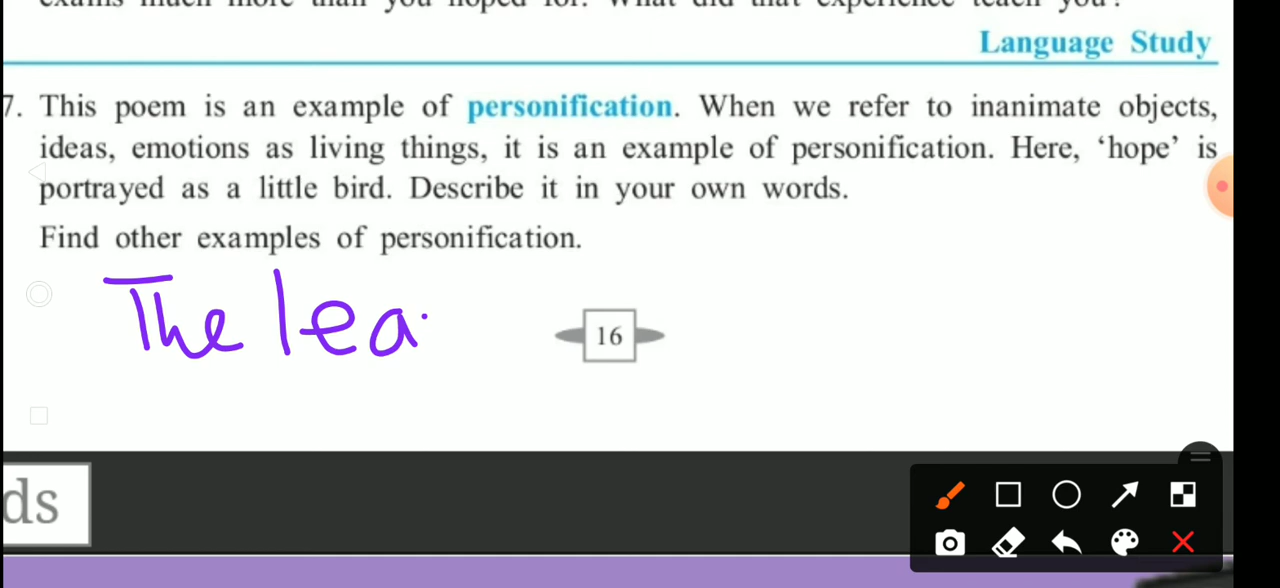 Language Study
7. This poem is an example of personification. When we refer to inanimate objects,
ideas, emotions as living things, it is an example of personification. Here, ‘hope’ is
portrayed as a little bird. Describe it in your own words.
Find other examples of personification.
The lea
16
ds